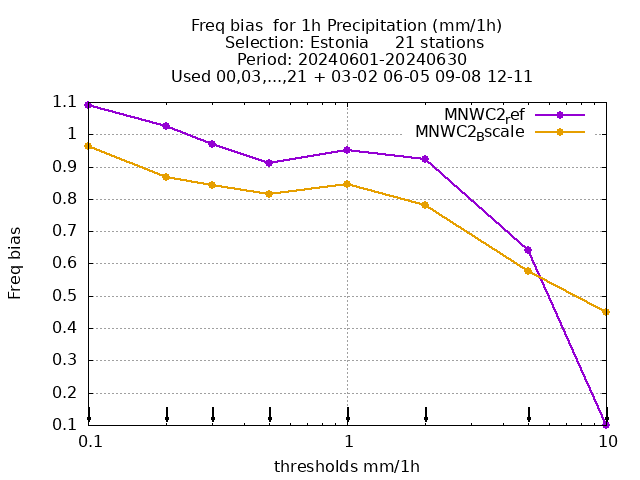 Freq bias  for 1h Precipitation (mm/1h)
Selection: Estonia     21 stations
Period: 20240601-20240630
Used 00,03,...,21 + 03-02 06-05 09-08 12-11
MNWC2_ref
MNWC2_Bscale
1.1
1
0.9
0.8
0.7
0.6
0.5
0.4
0.3
0.2
0.1
Freq bias
0.1 1 10
thresholds mm/1h